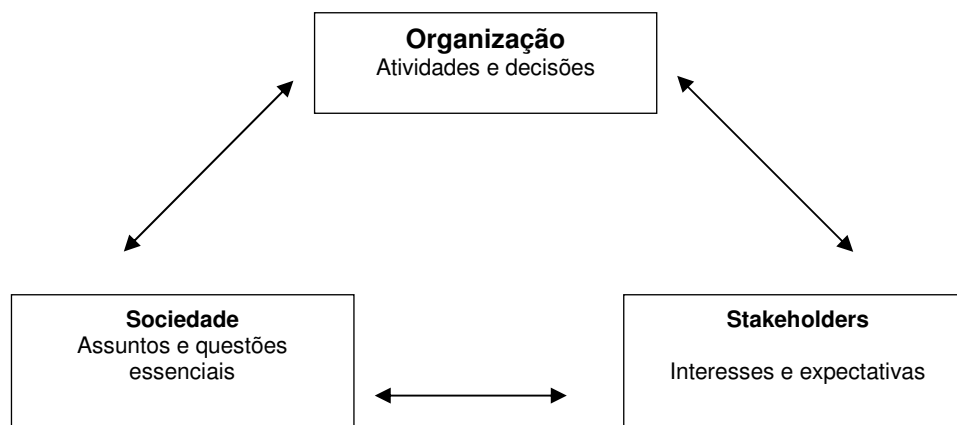 Organização
Atividades e decisões
Sociedade
Assuntos e questões
essenciais
Stakeholders
Interesses e expectativas